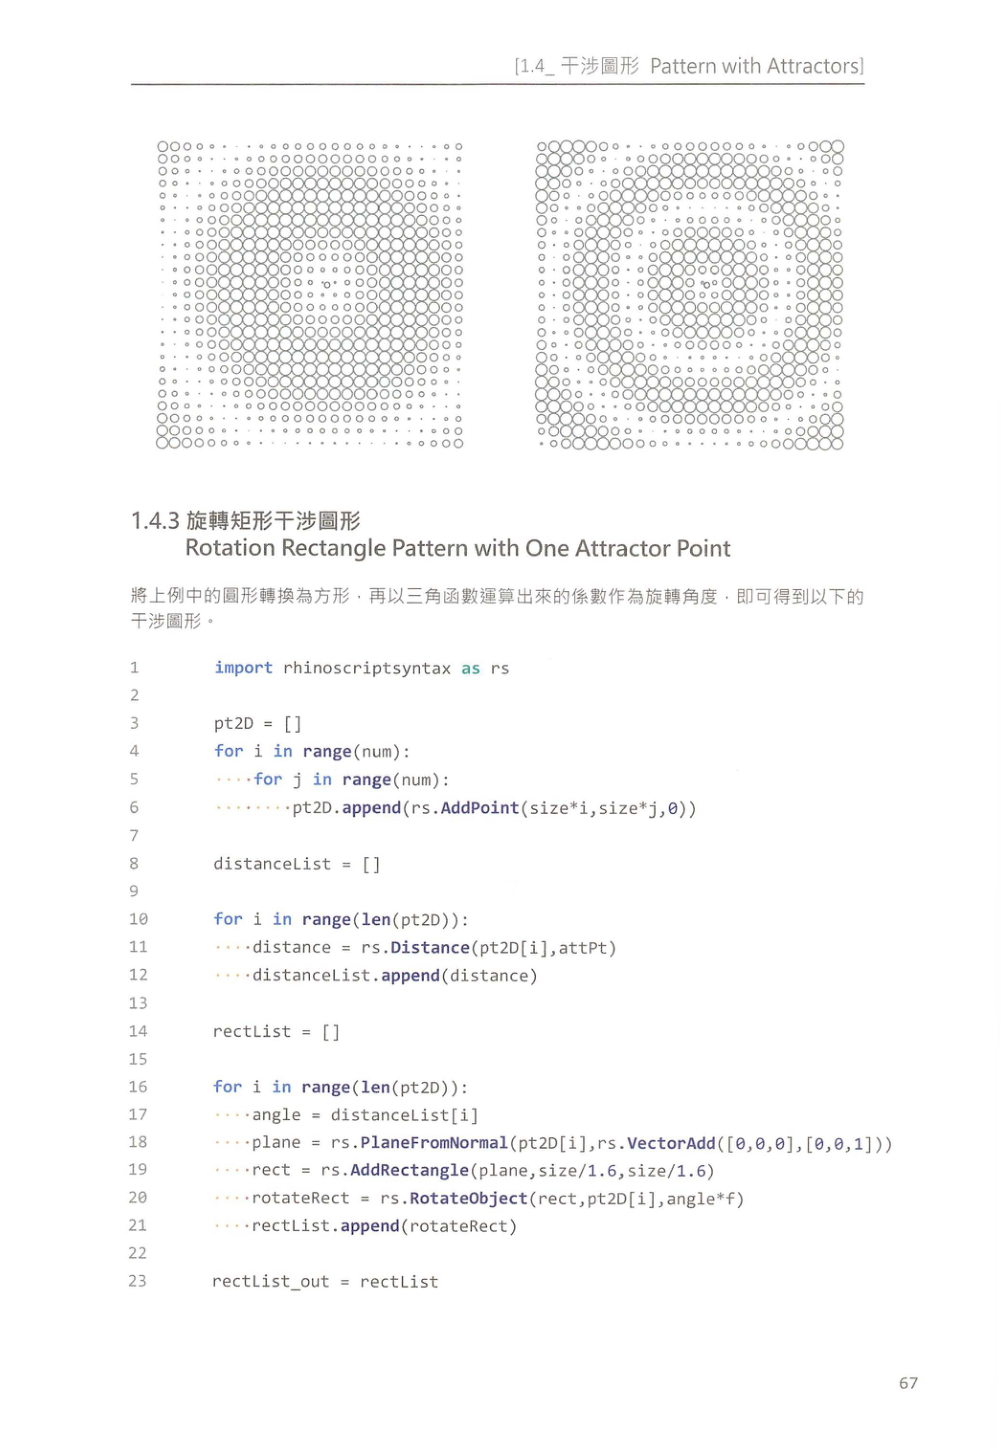 [1.4_ 干涉圖形 Pattern with Attractors]
1.4.3 旋轉矩形干涉圖形
Rotation Rectangle Pattern with One Attractor Point
將上例中的圓形轉換為方形，再以三角函數運算出來的係數作為旋轉角度，即可得到以下的
干涉圖形。
1 import rhinoscriptsyntax as rs
2
3 pt2D = []
4 for i in range(num):
5 ····for j in range(num):
6 ········pt2D.append(rs.AddPoint(size*i,size*j,0))
7
8 distanceList = []
9
10 for i in range(len(pt2D)):
11 ····distance = rs.Distance(pt2D[i],attPt)
12 ····distanceList.append(distance)
13
14 rectList = []
15
16 for i in range(len(pt2D)):
17 ····angle = distanceList[i]
18 ····plane = rs.PlaneFromNormal(pt2D[i],rs.VectorAdd([0,0,0],[0,0,1]))
19 ····rect = rs.AddRectangle(plane,size/1.6,size/1.6)
20 ····rotateRect = rs.RotateObject(rect,pt2D[i],angle*f)
21 ····rectList.append(rotateRect)
22
23 rectList_out = rectList
67